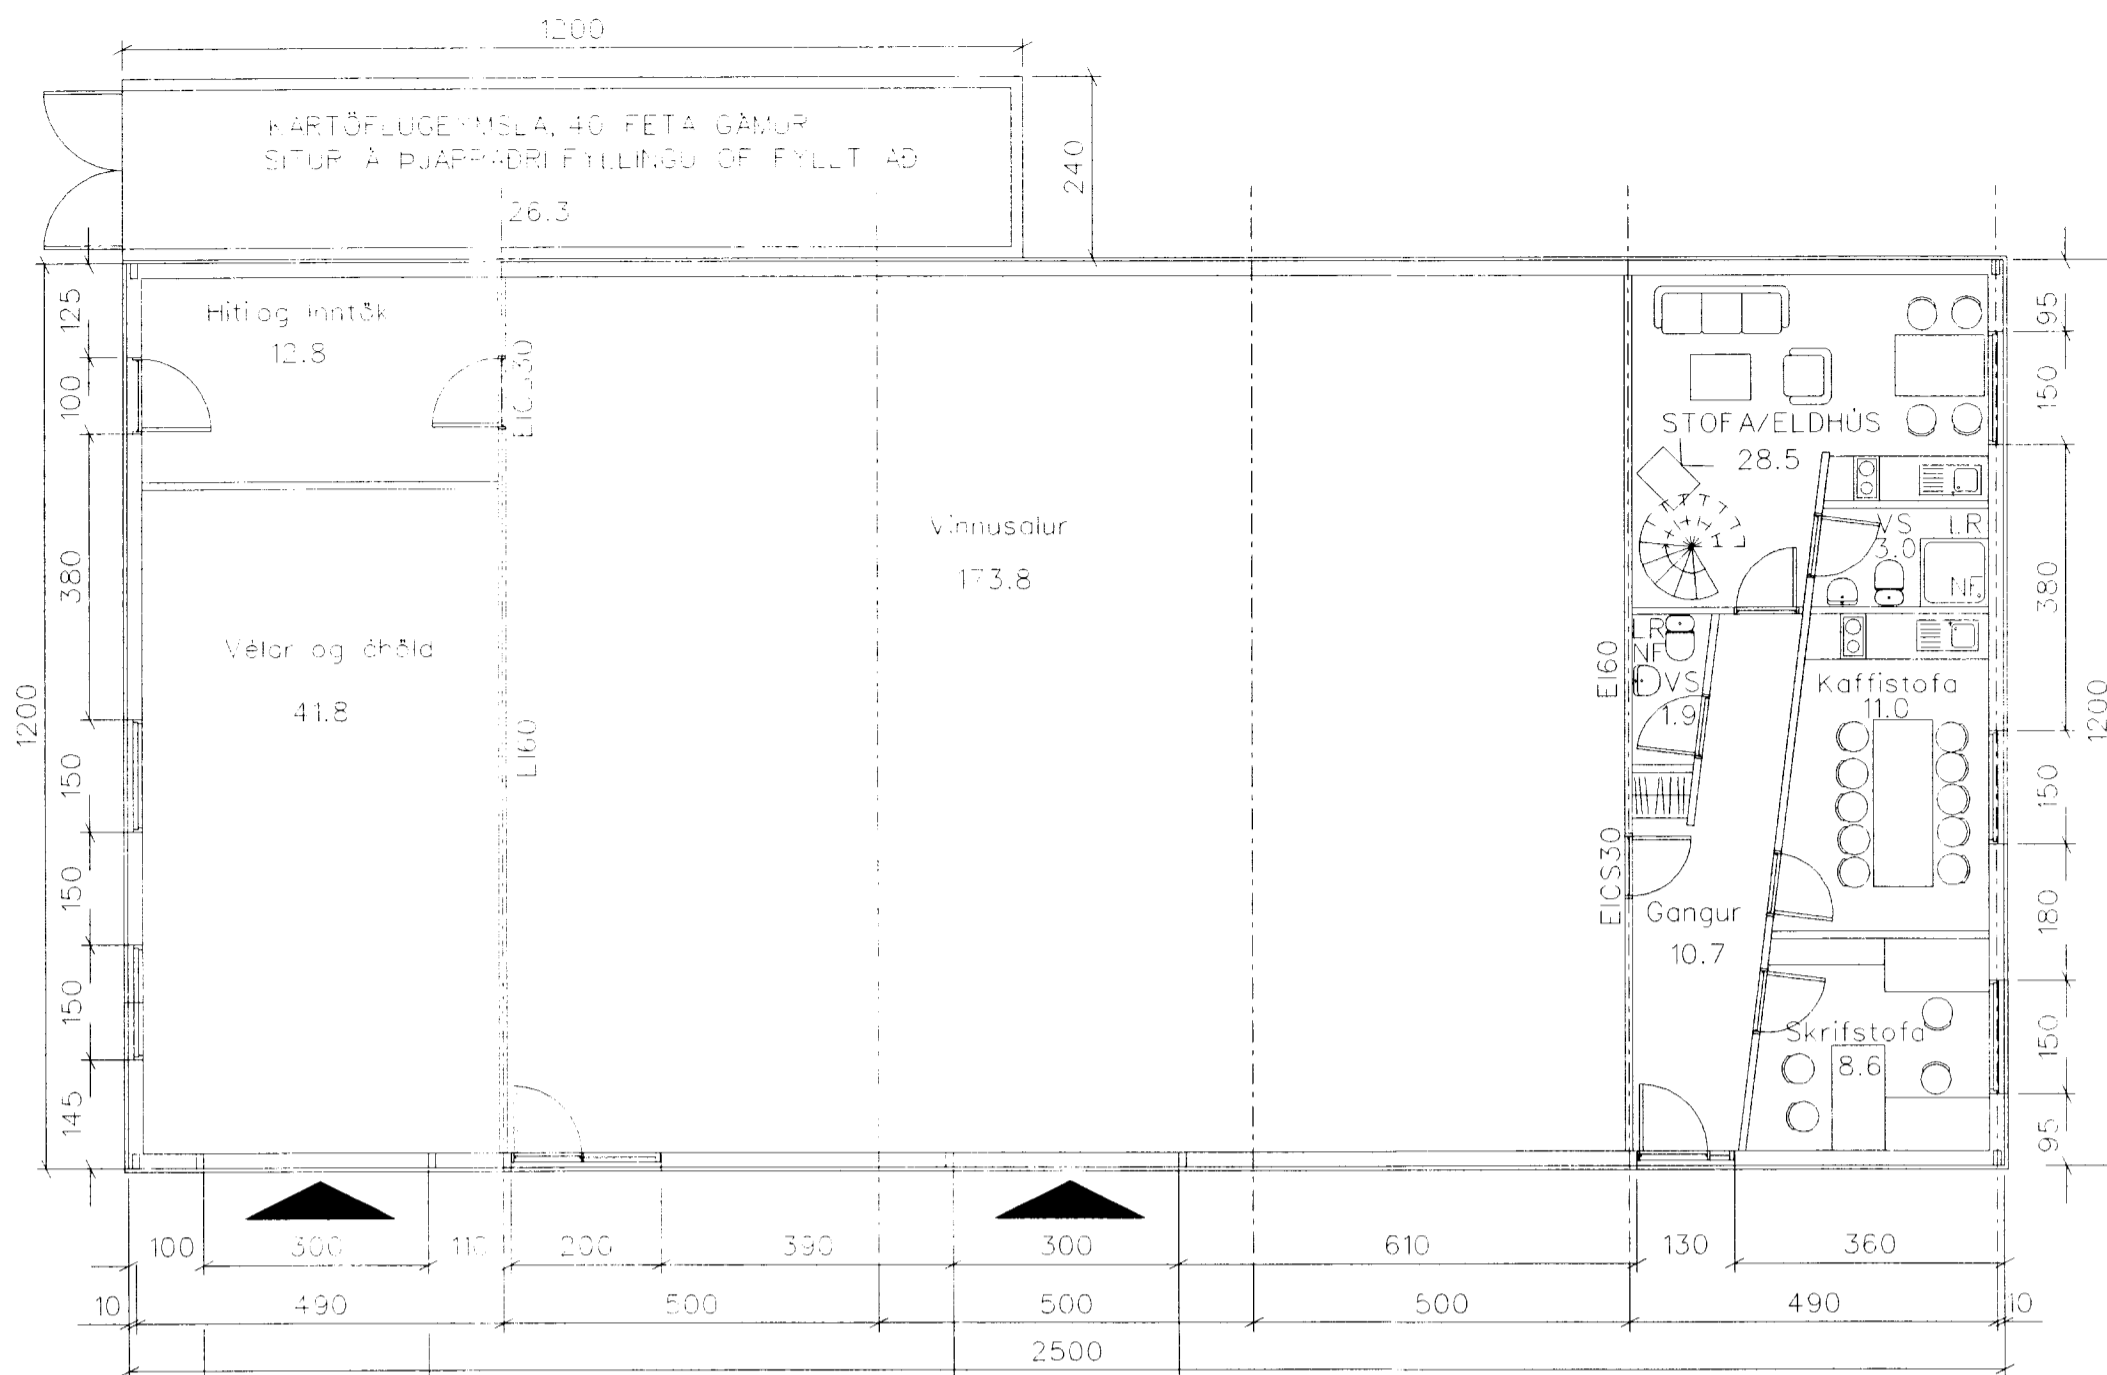 1200
KARTÖFLUGEYMSLA, 40 FETA GÁMUR
SITUR Á ÞJAPPAÐRI FYLLINGU OF FYLLT AÐ
26.3
240
Hiti og inntök
12.8
EICS30
125
100
380
150
150
150
145
1200
Vélar og áhöld
41.8
EI60
Vinnusalur
173.8
STOFA/ELDHÚS
28.5
VS
LR
3.0
NF
LR
NF
VS
1.9
EI60
Kaffistofa
11.0
EICS30
Gangur
10.7
Skrifstofa
8.6
95
150
380
150
180
150
95
1200
100
300
110
200
390
300
610
130
360
10
490
500
500
500
490
10
2500